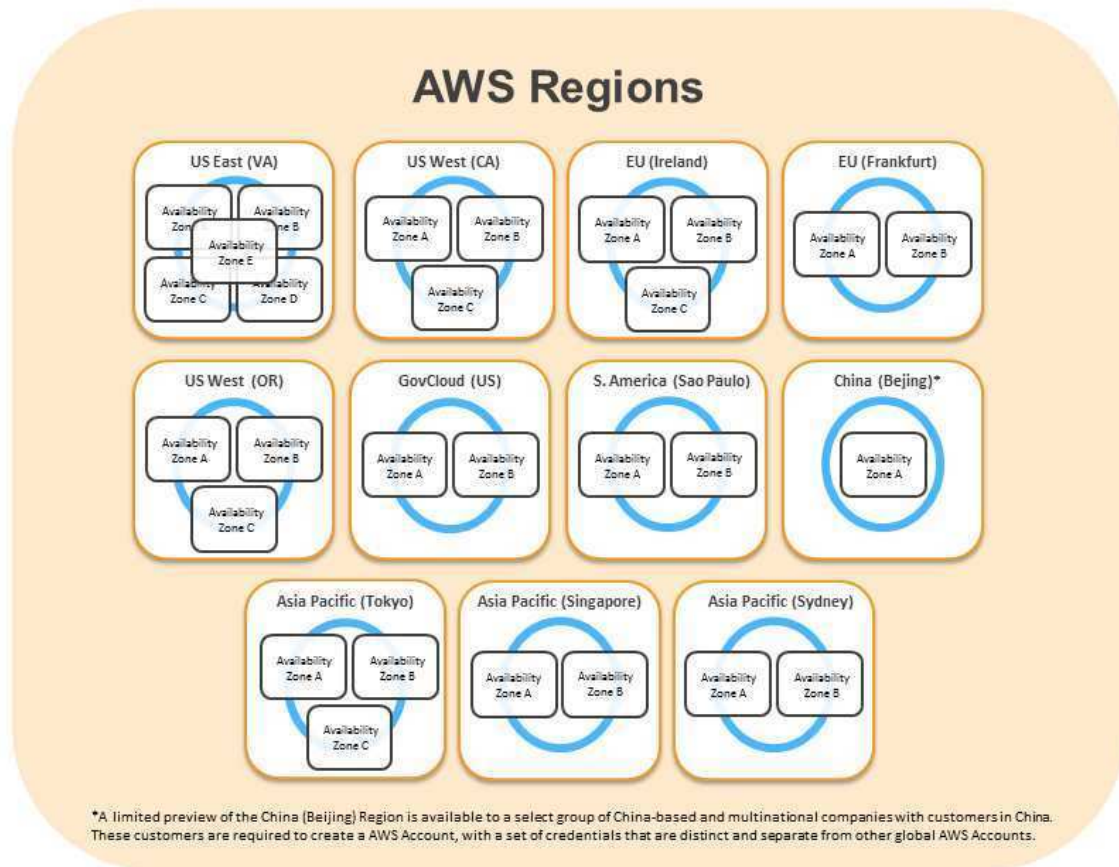 AWS Regions
US East (VA)
Availability
Zone
Availability
Zone B
Availability
Zone E
Availability
Zone C
Availability
Zone D
US West (CA)
Availability
Zone A
Availability
Zone B
Availability
Zone C
EU (Ireland)
Availability
Zone A
Availability
Zone B
Availability
Zone C
EU (Frankfurt)
Availability
Zone A
Availability
Zone B
US West (OR)
Availability
Zone A
Availability
Zone B
Availability
Zone C
GovCloud (US)
Availability
Zone A
Availability
Zone B
S. America (Sao Paulo)
Availability
Zone A
Availability
Zone B
China (Bejing)*
Availability
Zone A
Asia Pacific (Tokyo)
Availability
Zone A
Availability
Zone B
Availability
Zone C
Asia Pacific (Singapore)
Availability
Zone A
Availability
Zone B
Asia Pacific (Sydney)
Availability
Zone A
Availability
Zone B
*A limited preview of the China (Beijing) Region is available to a select group of China-based and multinational companies with customers in China.
These customers are required to create a AWS Account, with a set of credentials that are distinct and separate from other global AWS Accounts.